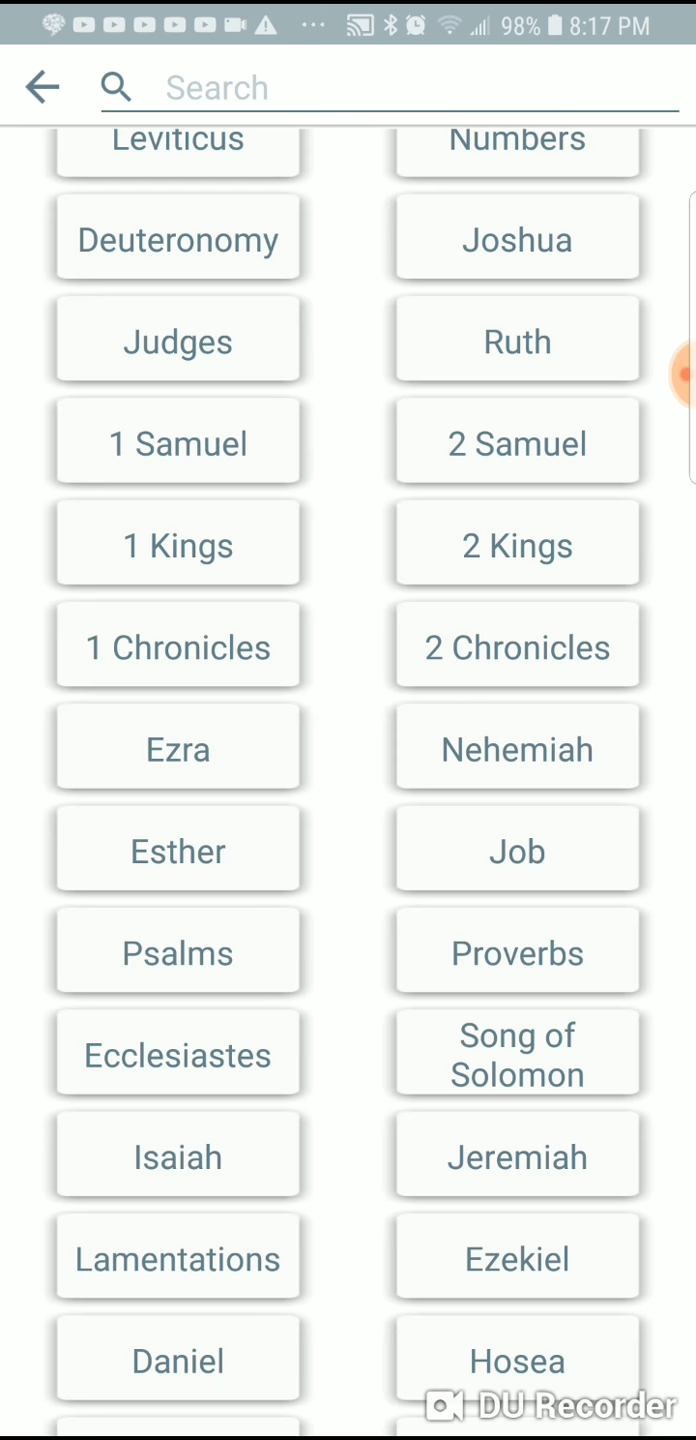 98% 8:17 PM
Search
Leviticus Numbers
Deuteronomy Joshua
Judges Ruth
1 Samuel 2 Samuel
1 Kings 2 Kings
1 Chronicles 2 Chronicles
Ezra Nehemiah
Esther Job
Psalms Proverbs
Ecclesiastes Song of
Solomon
Isaiah Jeremiah
Lamentations Ezekiel
Daniel Hosea
DU Recorder